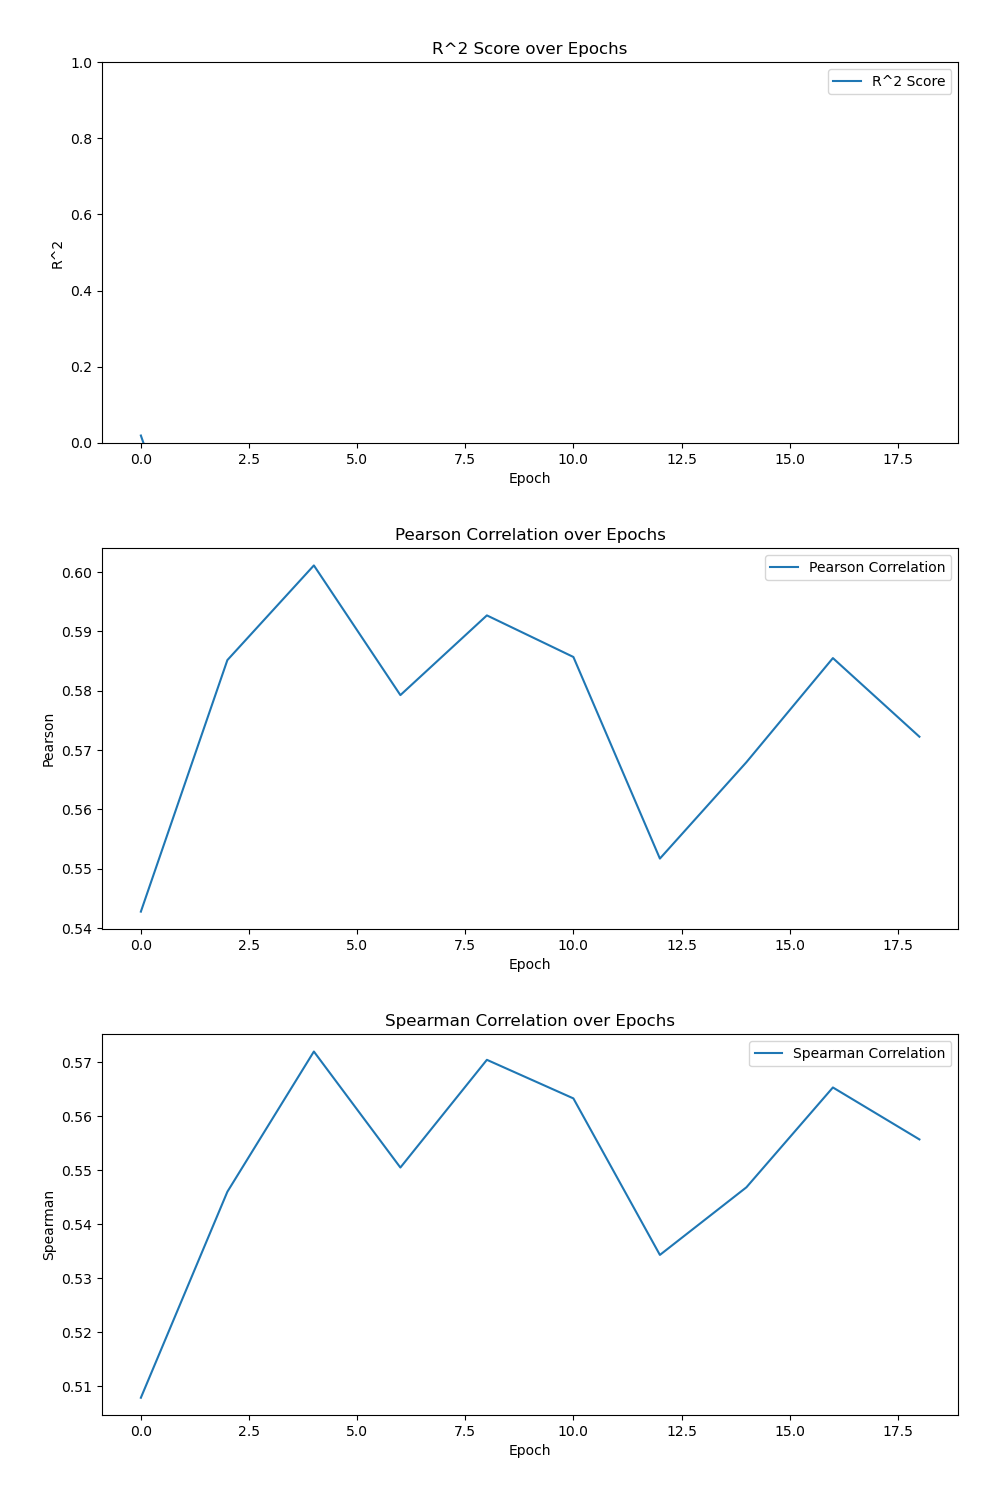 R^2 Score over Epochs
1.0
R^2 Score
0.8
0.6
R^2
0.4
0.2
0.0
0.0 2.5 5.0 7.5 10.0 12.5 15.0 17.5
Epoch
Pearson Correlation over Epochs
Pearson Correlation
0.60
0.59
0.58
Pearson
0.57
0.56
0.55
0.54
0.0 2.5 5.0 7.5 10.0 12.5 15.0 17.5
Epoch
Spearman Correlation over Epochs
Spearman Correlation
0.57
0.56
0.55
Spearman
0.54
0.53
0.52
0.51
0.0 2.5 5.0 7.5 10.0 12.5 15.0 17.5
Epoch